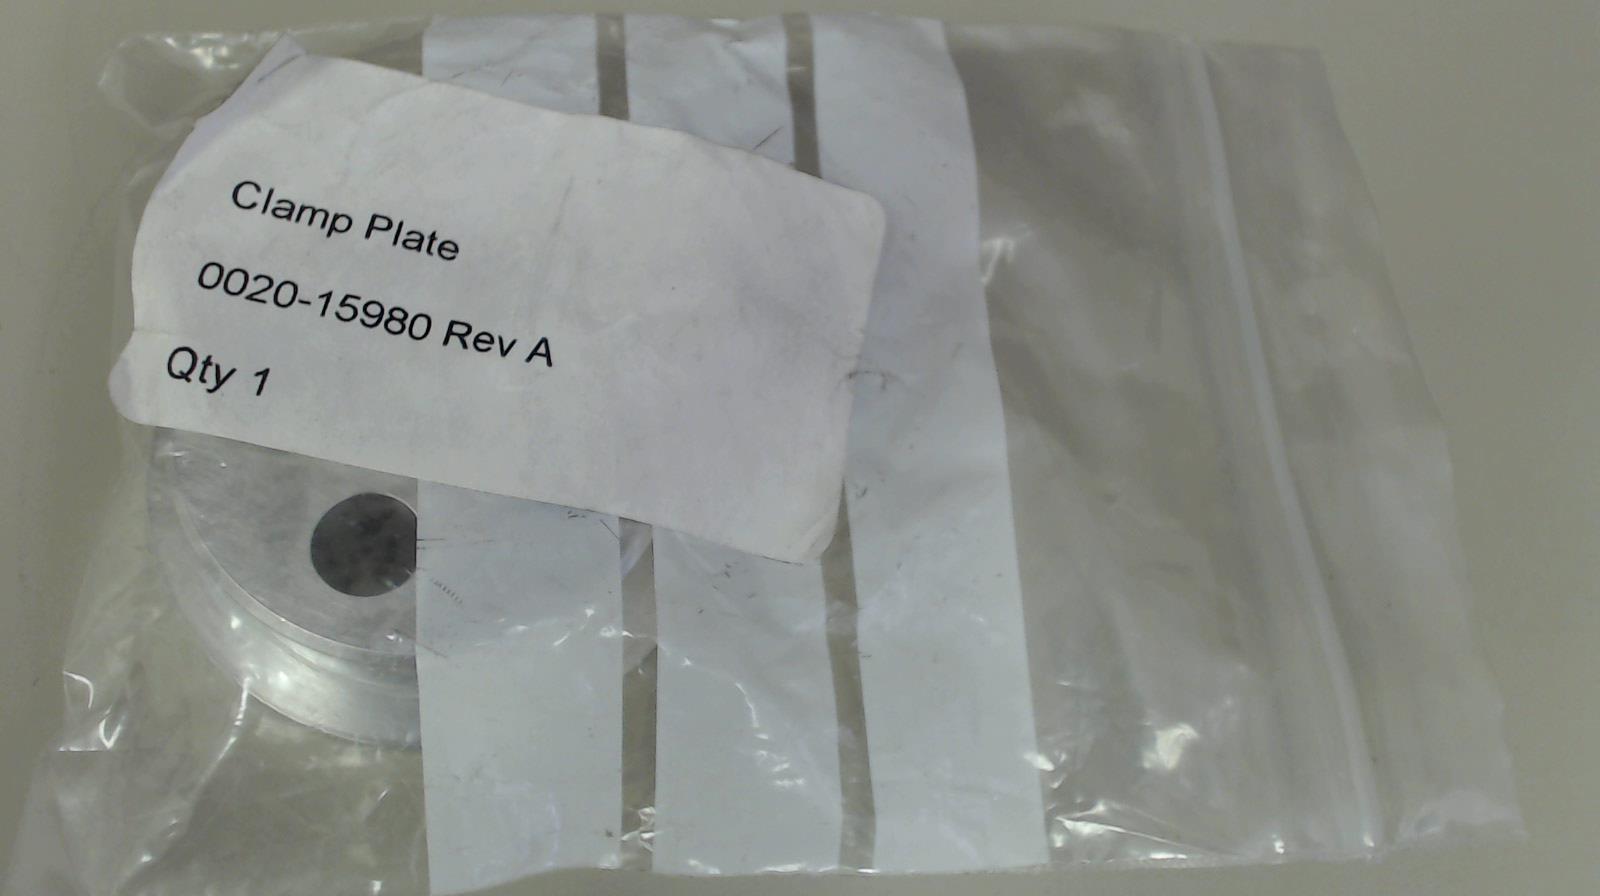 Clamp Plate
0020-15980 Rev A
Qty 1